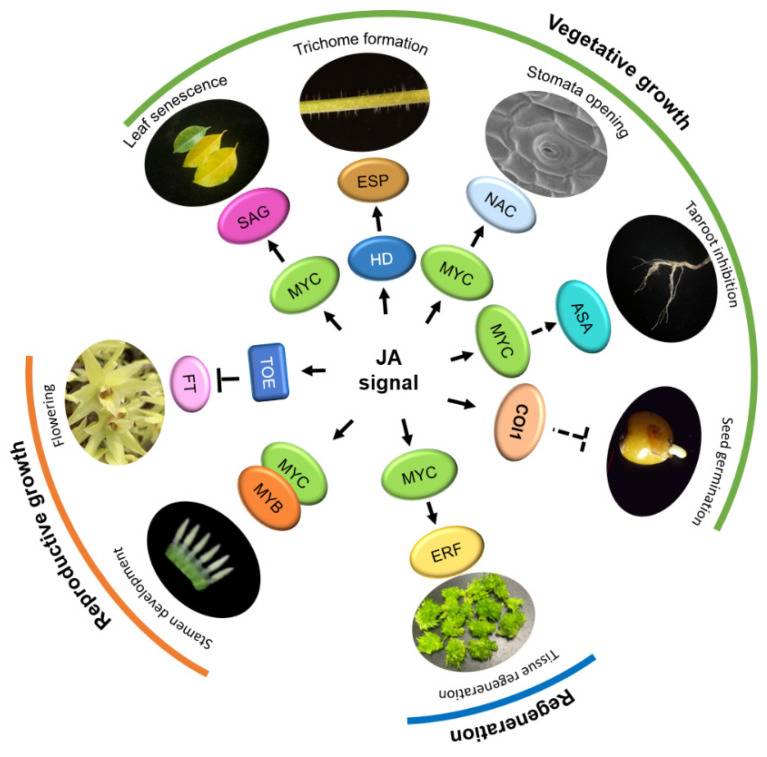 Vegetative growth
Leaf senescence
Trichome formation
Stomata opening
Taproot inhibition
Seed germination
SAG
MYC
ESP
HD
NAC
MYC
ASA
MYC
COI1
JA
signal
TOE
FT
Flowering
MYC
MYB
Stamen development
Reproductive growth
MYC
ERF
Tissue regeneration
Regeneration